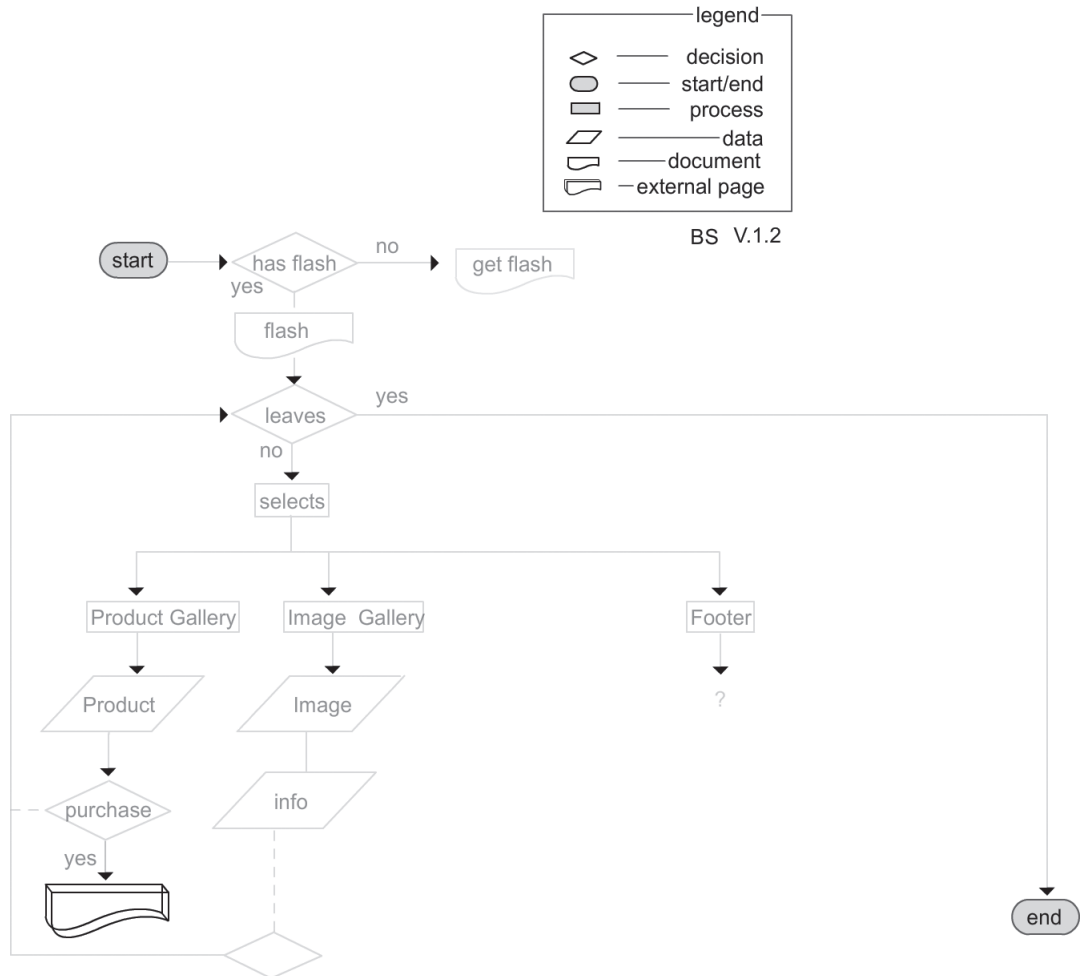 legend
decision
start/end
process
data
document
external page
BS V.1.2
start
has flash
no
get flash
yes
flash
leaves
yes
no
selects
Product Gallery
Image Gallery
Footer
Product
Image
?
purchase
info
yes
end